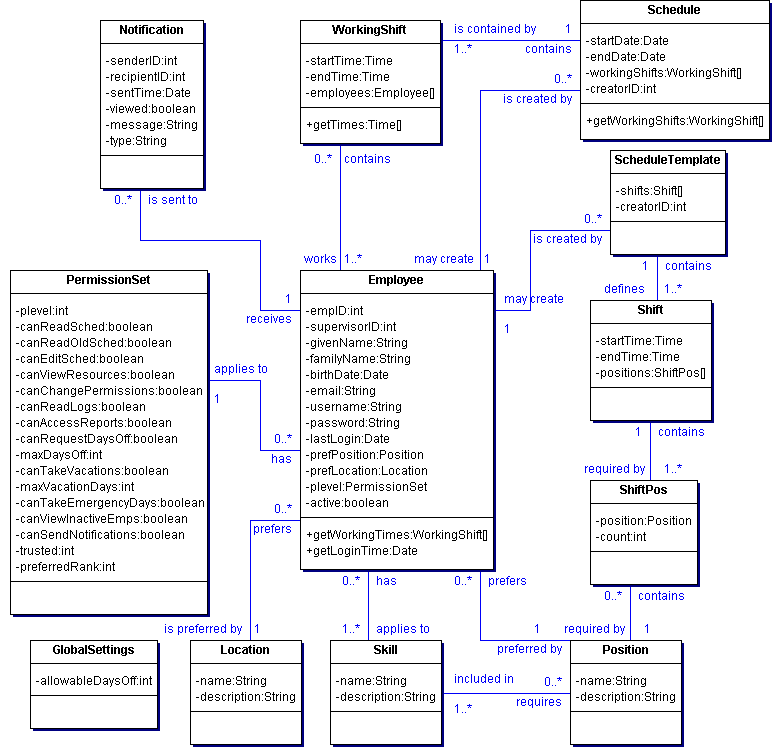 Notification
-senderID:int
-recipientID:int
-sentTime:Date
-viewed:boolean
-message:String
-type:String
0..* is sent to
WorkingShift
-startTime:Time
-endTime:Time
-employees:Employee[]
+getTimes:Time[]
0..* contains
is contained by 1
1..* contains
Schedule
-startDate:Date
-endDate:Date
-workingShifts:WorkingShift[]
-creatorID:int
+getWorkingShifts:WorkingShift[]
0..*
is created by
ScheduleTemplate
-shifts:Shift[]
-creatorID:int
0..*
is created by
1 contains
defines 1..*
works 1..*
may create 1
may create
1
1
receives
PermissionSet
-plevel:int
-canReadSched:boolean
-canReadOldSched:boolean
-canEditSched:boolean
-canViewResources:boolean
-canChangePermissions:boolean
-canReadLogs:boolean
-canAccessReports:boolean
-canRequestDaysOff:boolean
-maxDaysOff:int
-canTakeVacations:boolean
-maxVacationDays:int
-canTakeEmergencyDays:boolean
-canViewInactiveEmps:boolean
-canSendNotifications:boolean
-trusted:int
-preferredRank:int
applies to
1
0..*
has
0..*
prefers
Employee
-empID:int
-supervisorID:int
-givenName:String
-familyName:String
-birthDate:Date
-email:String
-username:String
-password:String
-lastLogin:Date
-prefPosition:Position
-prefLocation:Location
-plevel:PermissionSet
-active:boolean
+getWorkingTimes:WorkingShift[]
+getLoginTime:Date
Shift
-startTime:Time
-endTime:Time
-positions:ShiftPos[]
1 contains
required by 1..*
ShiftPos
-position:Position
-count:int
0..* contains
required by 1
0..* has
0..* prefers
is preferred by 1
1..* applies to
1
preferred by
GlobalSettings
-allowableDaysOff:int
Location
-name:String
-description:String
Skill
-name:String
-description:String
included in 0..*
1..* requires
Position
-name:String
-description:String